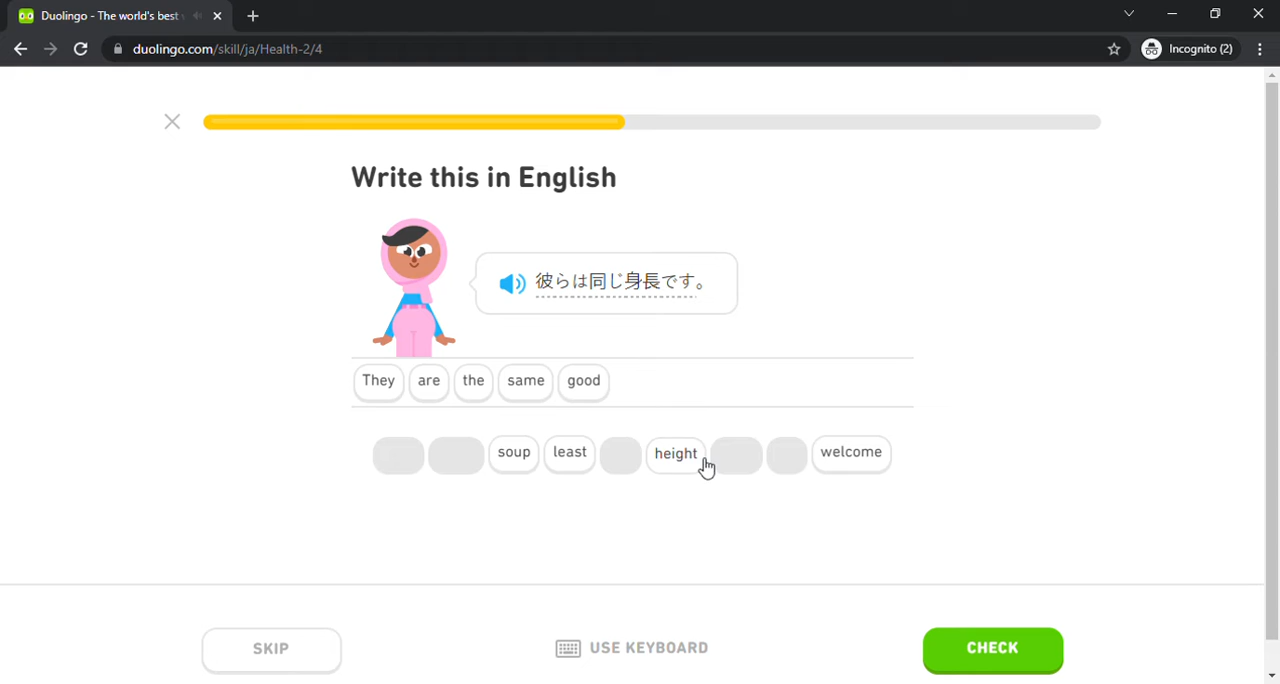 Duolingo - The world's best
duolingo.com/skill/ja/Health-2/4
Incognito (2)
Write this in English
彼らは同じ身長です。
They are the same good
soup least height welcome
SKIP
USE KEYBOARD
CHECK